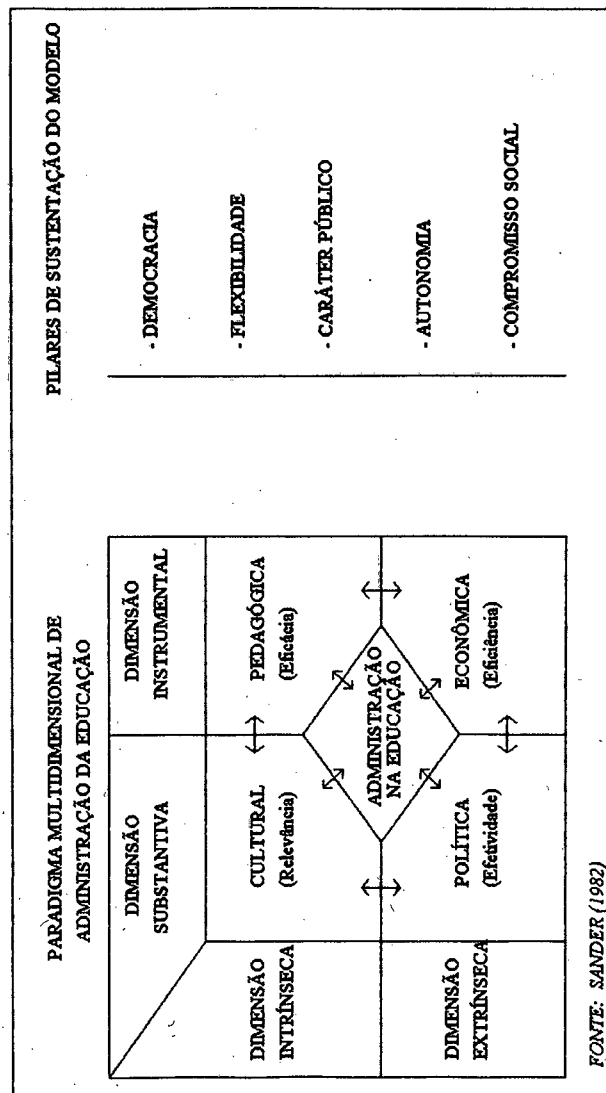 PARADIGMA MULTIDIMENSIONAL DE
ADMINISTRAÇÃO DA EDUCAÇÃO
DIMENSÃO
SUBSTANTIVA
DIMENSÃO
INSTRUMENTAL
DIMENSÃO
INTRÍNSECA
CULTURAL
(Relevância)
PEDAGÓGICA
(Eficácia)
ADMINISTRAÇÃO
NA EDUCAÇÃO
DIMENSÃO
EXTRÍNSECA
POLÍTICA
(Efetividade)
ECONÔMICA
(Eficiência)
FONTE: SANDER (1982)
PILARES DE SUSTENTAÇÃO DO MODELO
- DEMOCRACIA
- FLEXIBILIDADE
- CARÁTER PÚBLICO
- AUTONOMIA
- COMPROMISSO SOCIAL